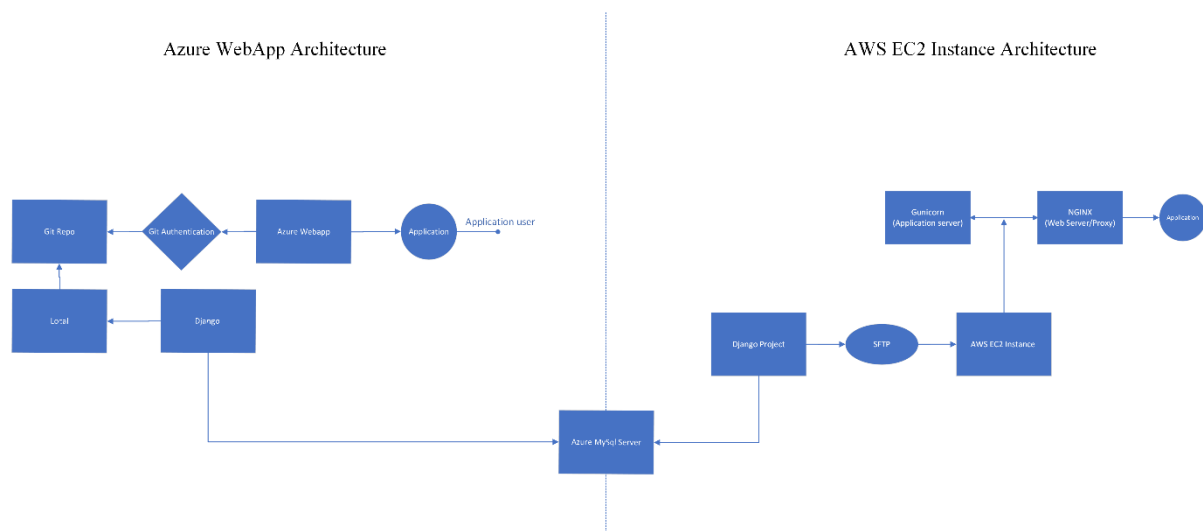 Azure WebApp Architecture
AWS EC2 Instance Architecture
Git Repo
Git Authentication
Azure Webapp
Application
Application user
Local
Django
Gunicorn
(Application server)
NGINX
(Web Server/Proxy)
Application
Django Project
SFTP
AWS EC2 Instance
Azure MySql Server